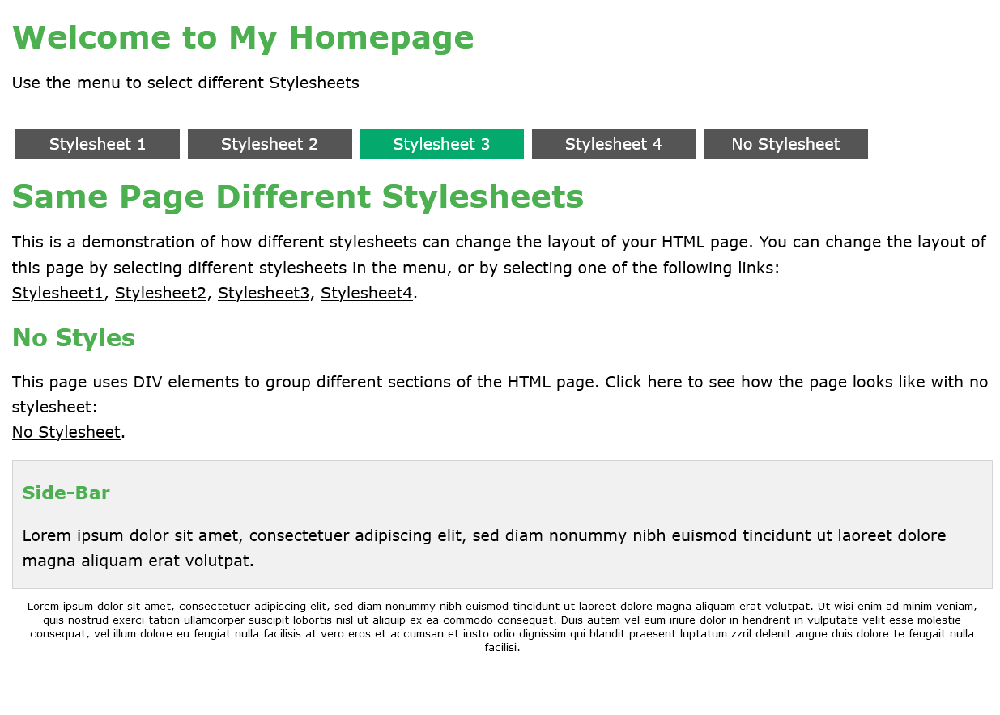 Welcome to My Homepage
Use the menu to select different Stylesheets
Stylesheet 1 Stylesheet 2 Stylesheet 3 Stylesheet 4 No Stylesheet
Same Page Different Stylesheets
This is a demonstration of how different stylesheets can change the layout of your HTML page. You can change the layout of
this page by selecting different stylesheets in the menu, or by selecting one of the following links:
Stylesheet1, Stylesheet2, Stylesheet3, Stylesheet4.
No Styles
This page uses DIV elements to group different sections of the HTML page. Click here to see how the page looks like with no
stylesheet:
No Stylesheet.
Side-Bar
Lorem ipsum dolor sit amet, consectetuer adipiscing elit, sed diam nonummy nibh euismod tincidunt ut laoreet dolore
magna aliquam erat volutpat.
Lorem ipsum dolor sit amet, consectetuer adipiscing elit, sed diam nonummy nibh euismod tincidunt ut laoreet dolore magna aliquam erat volutpat. Ut wisi enim ad minim veniam,
quis nostrud exerci tation ullamcorper suscipit lobortis nisl ut aliquip ex ea commodo consequat. Duis autem vel eum iriure dolor in hendrerit in vulputate velit esse molestie
consequat, vel illum dolore eu feugiat nulla facilisis at vero eros et accumsan et iusto odio dignissim qui blandit praesent luptatum zzril delenit augue duis dolore te feugait nulla
facilisi.